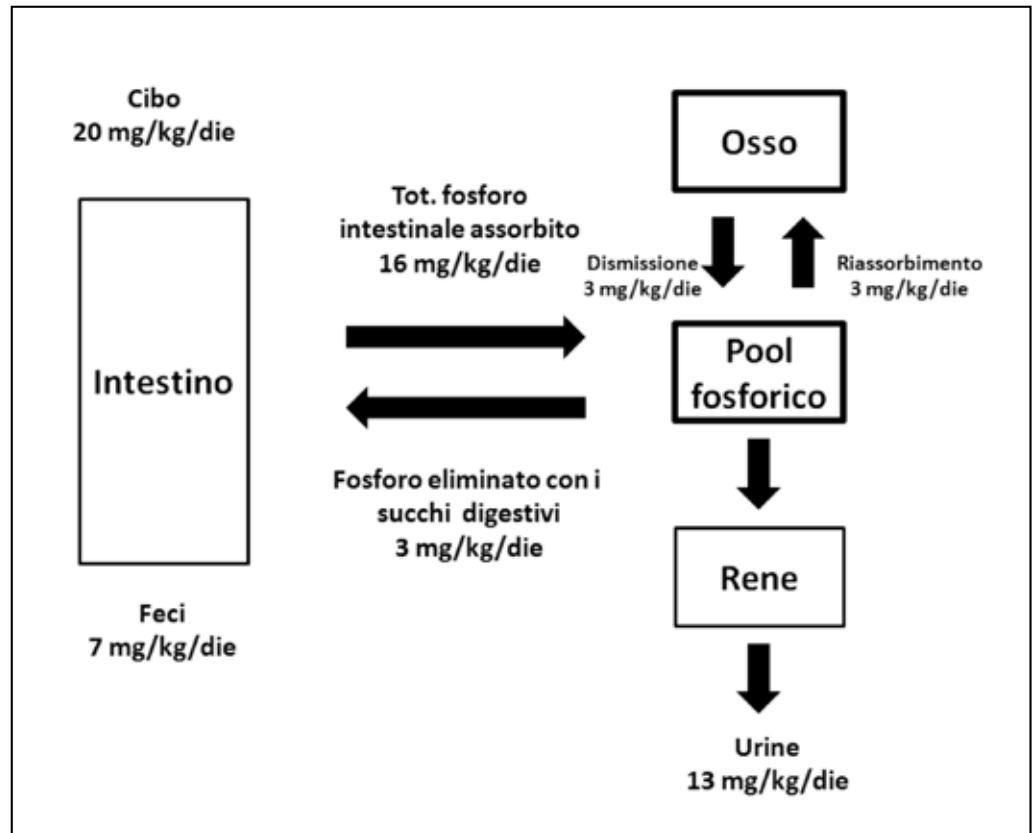 Cibo
20 mg/kg/die
Intestino
Feci
7 mg/kg/die
Tot. fosforo
intestinale assorbito
16 mg/kg/die
Fosforo eliminato con i
succhi digestivi
3 mg/kg/die
Osso
Dismissione
3 mg/kg/die
Riassorbimento
3 mg/kg/die
Pool
fosforico
Rene
Urine
13 mg/kg/die